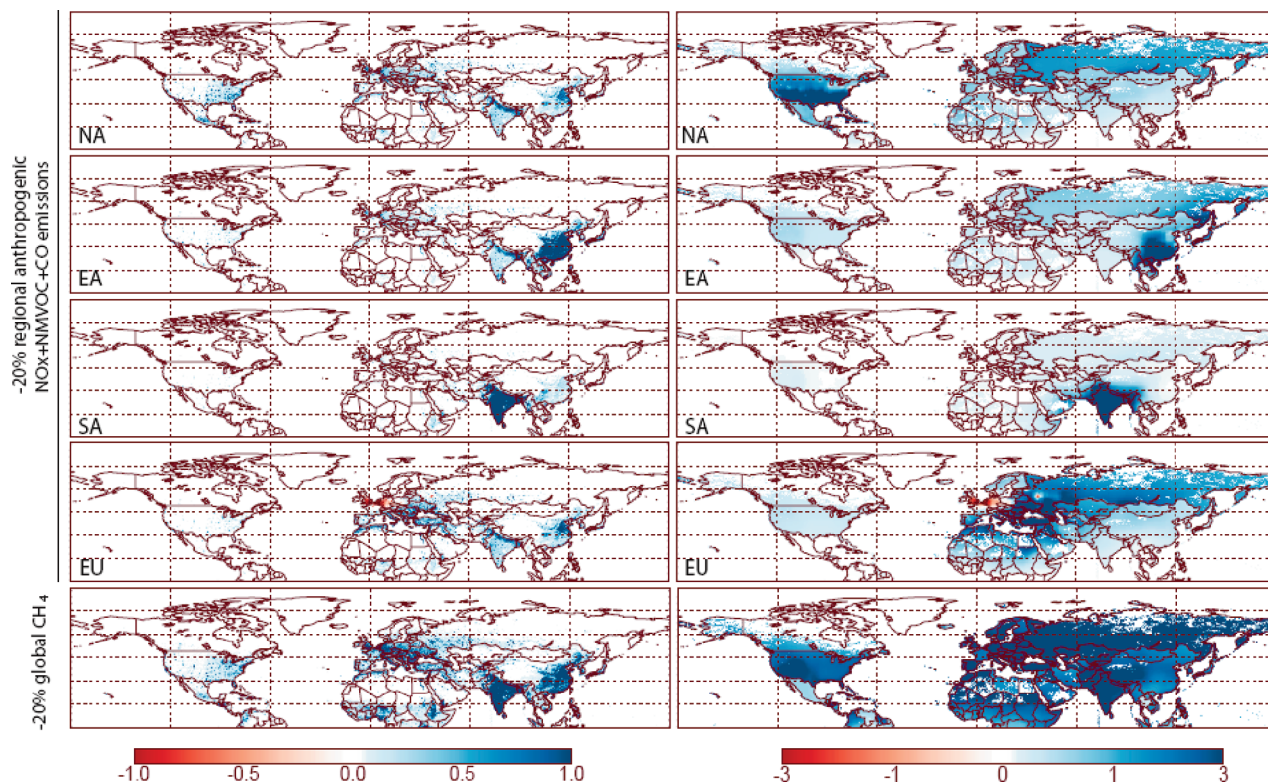 -20% regional anthropogenic
NOx+NMVOC+CO emissions
NA
NA
EA
EA
SA
SA
EU
EU
-20% global CH₄
-1.0 -0.5 0.0 0.5 1.0
-3 -1 0 1 3